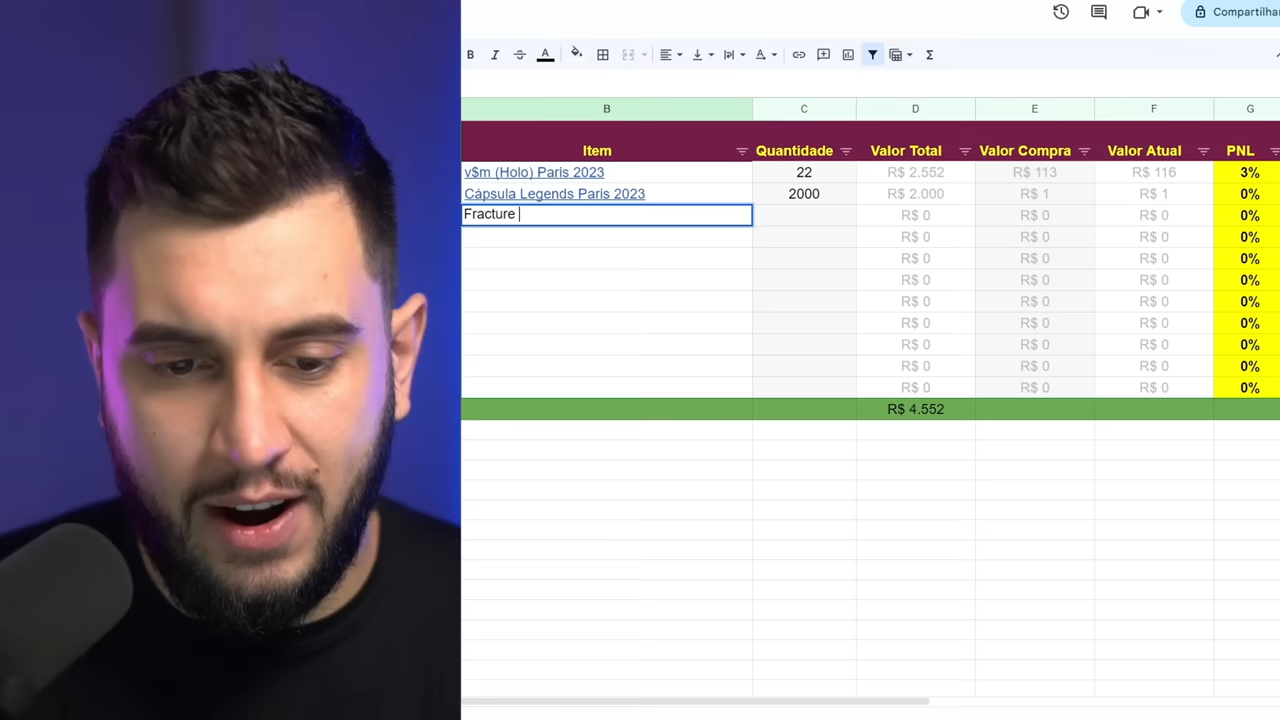 Compartilhar
B I A Σ
B C D E F G
Item Quantidade Valor Total Valor Compra Valor Atual PNL
v$m (Holo) Paris 2023 22 R$ 2.552 R$ 113 R$ 116 3%
Cápsula Legends Paris 2023 2000 R$ 2.000 R$ 1 R$ 1 0%
Fracture R$ 0 R$ 0 R$ 0 0%
R$ 0 R$ 0 R$ 0 0%
R$ 0 R$ 0 R$ 0 0%
R$ 0 R$ 0 R$ 0 0%
R$ 0 R$ 0 R$ 0 0%
R$ 0 R$ 0 R$ 0 0%
R$ 0 R$ 0 R$ 0 0%
R$ 0 R$ 0 R$ 0 0%
R$ 0 R$ 0 R$ 0 0%
R$ 4.552